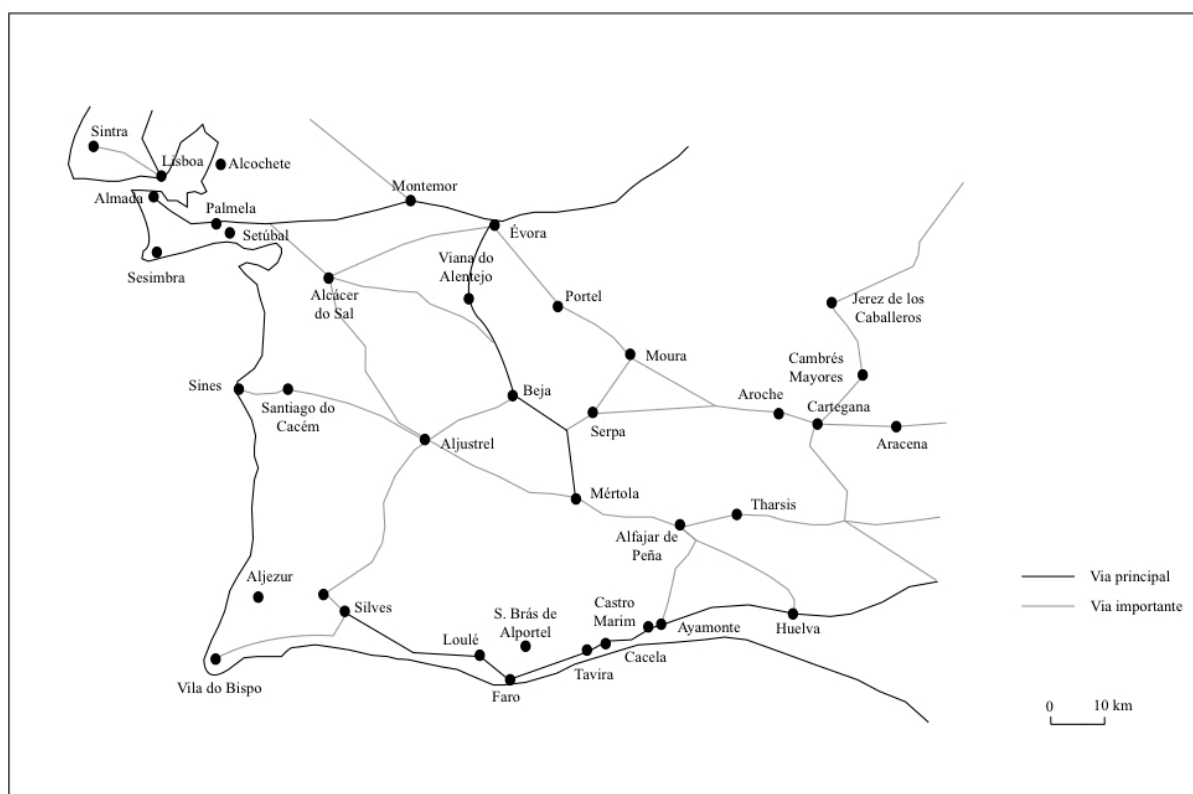 Sintra
Lisboa
Alcochete
Almada
Palmela
Setúbal
Sesimbra
Montemor
Évora
Viana do
Alentejo
Alcácer
do Sal
Portel
Jerez de los
Caballeros
Moura
Cambrés
Mayores
Sines
Santiago do
Cacém
Beja
Aroche
Cartegana
Serpa
Aracena
Aljustrel
Mértola
Tharsis
Alfajar de
Peña
Aljezur
Silves
Via principal
Via importante
S. Brás de
Alportel
Castro
Marim
Ayamonte
Huelva
Loulé
Cacela
Tavira
Vila do Bispo
Faro
0 10 km